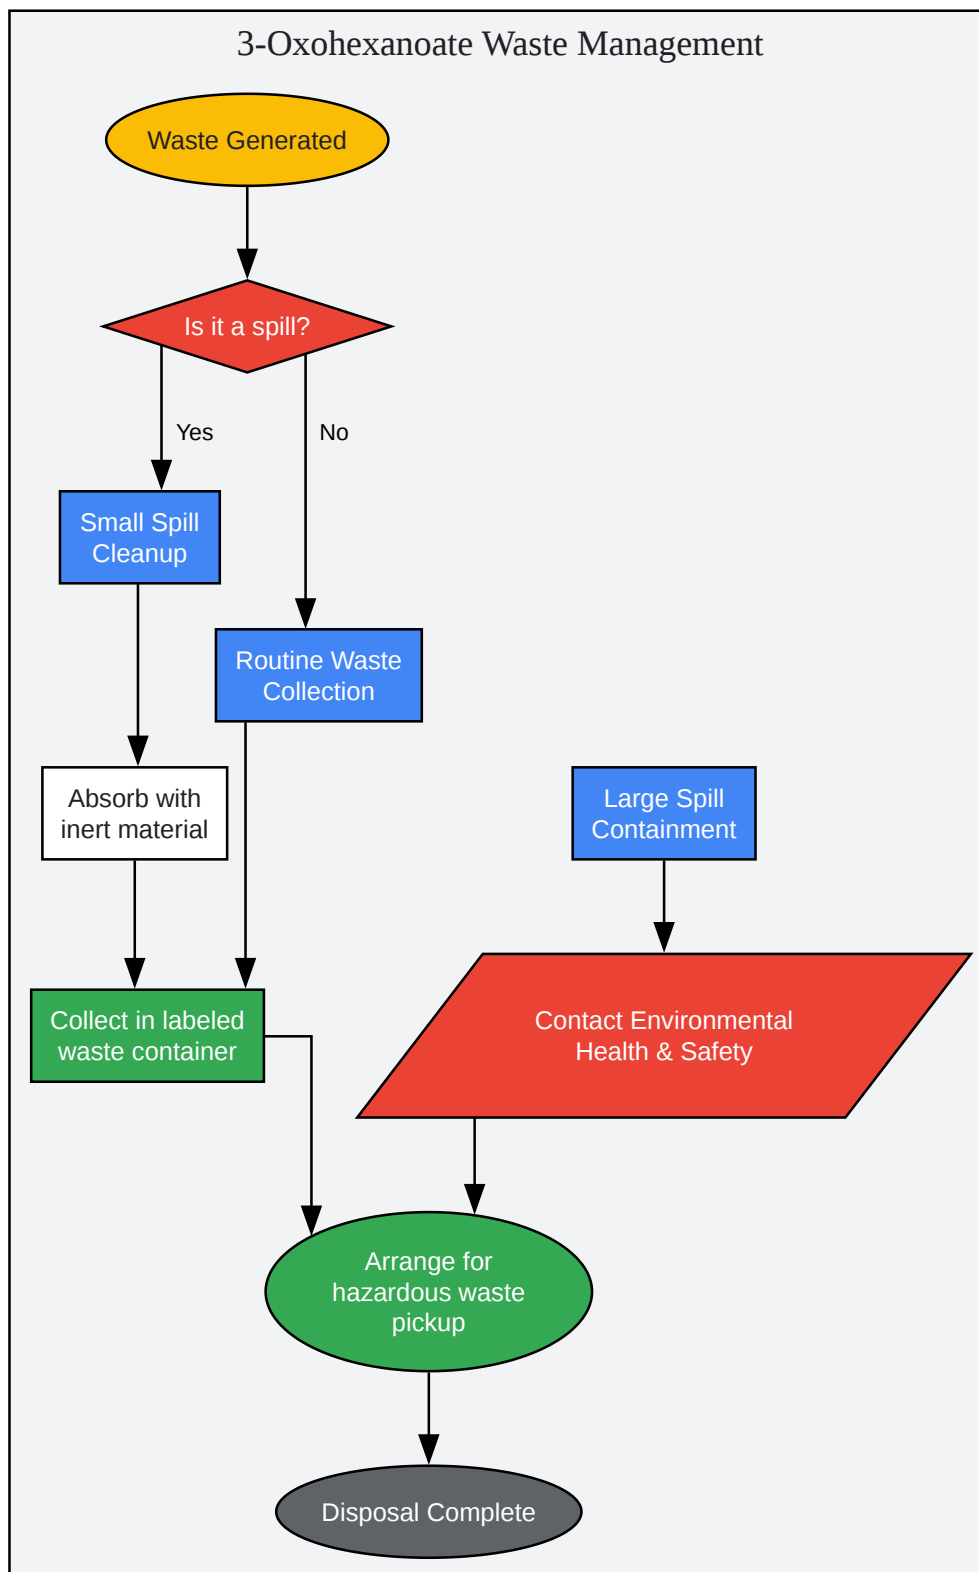 3-Oxohexanoate Waste Management
Waste Generated
Is it a spill?
Yes
No
Small Spill
Cleanup
Routine Waste
Collection
Absorb with
inert material
Large Spill
Containment
Collect in labeled
waste container
Contact Environmental
Health & Safety
Arrange for
hazardous waste
pickup
Disposal Complete